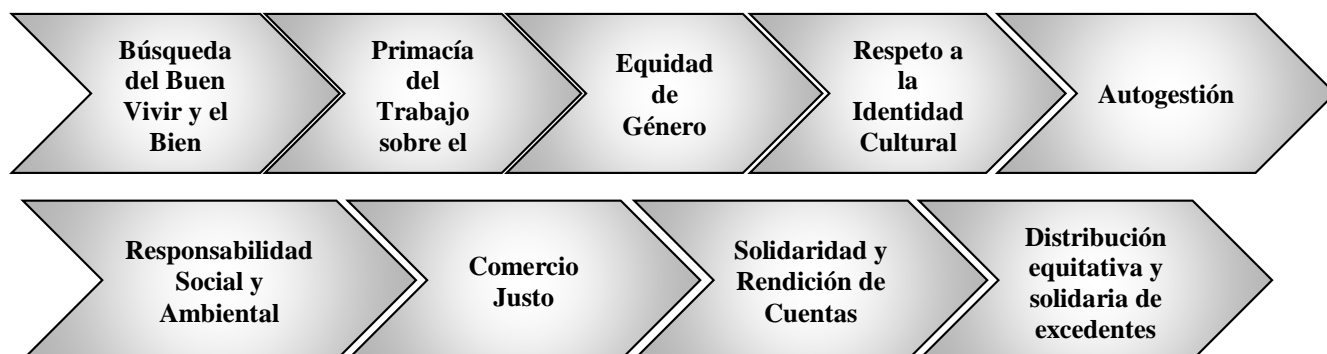 Búsqueda
del Buen
Vivir y el
Bien
Primacía
del
Trabajo
sobre el
Equidad
de
Género
Respeto a
la
Identidad
Cultural
Autogestión
Responsabilidad
Social y
Ambiental
Comercio
Justo
Solidaridad y
Rendición de
Cuentas
Distribución
equitativa y
solidaria de
excedentes